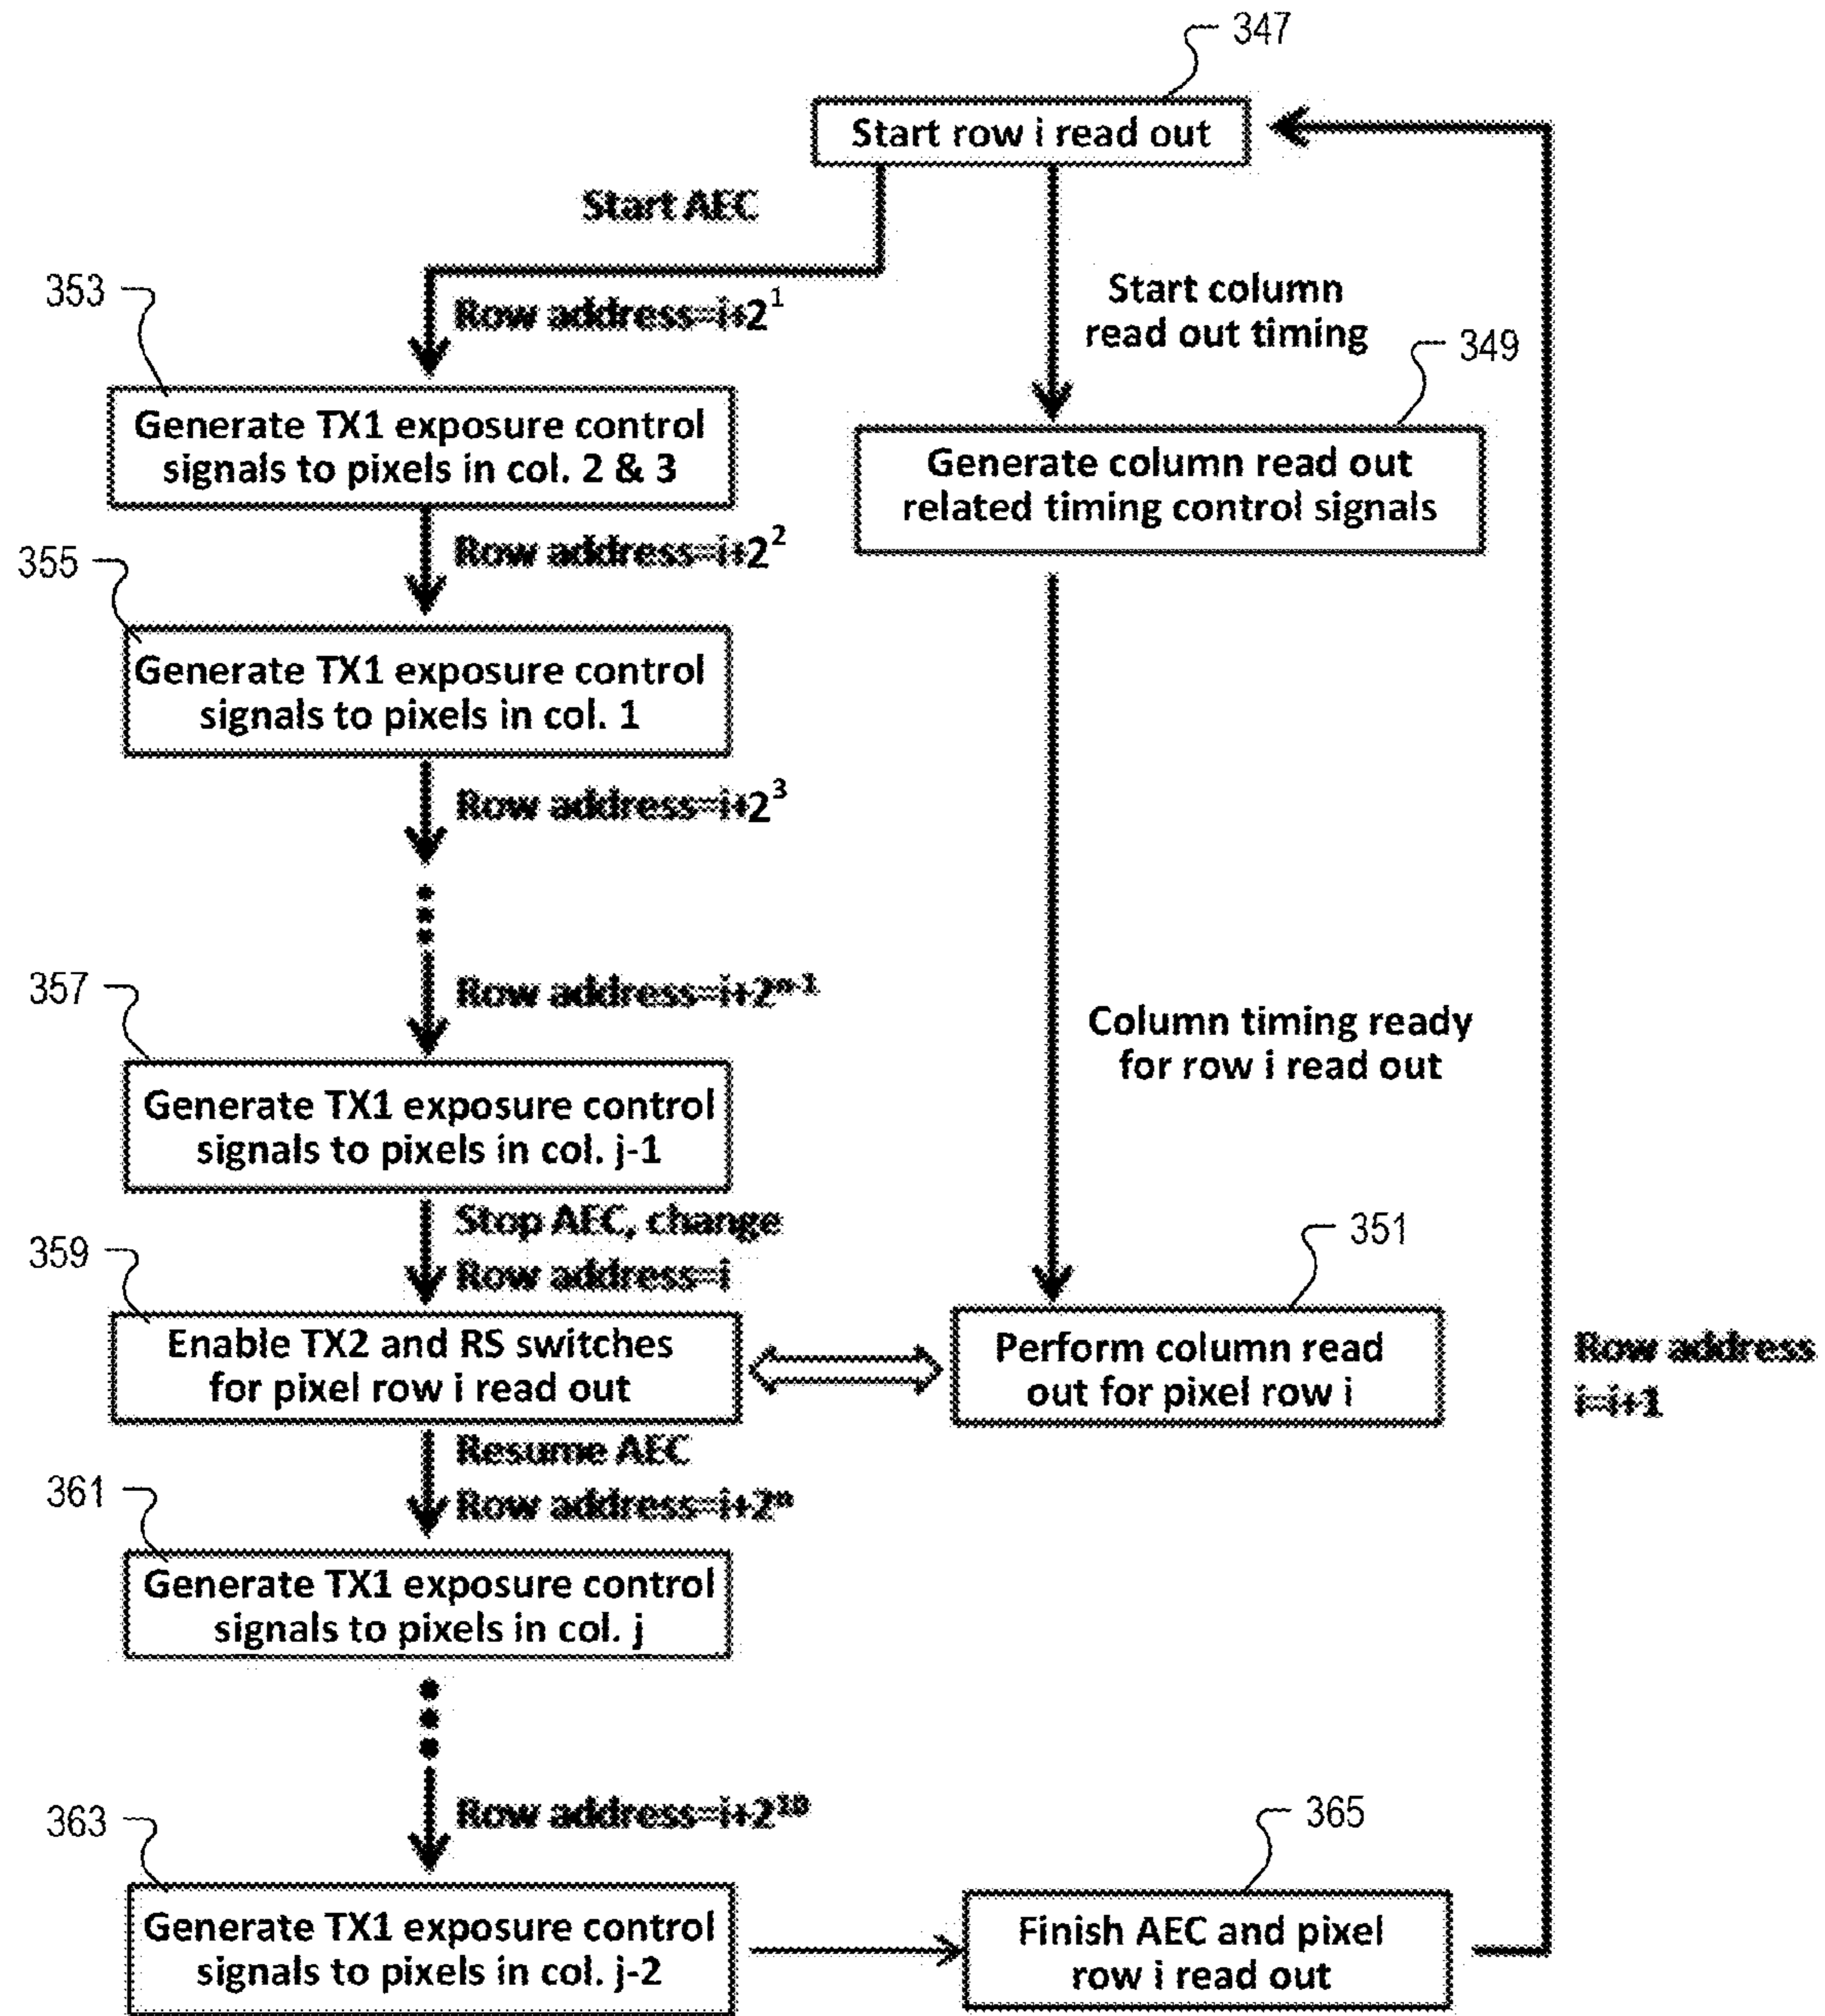 347
Start row i read out
Start AEC
353
Row address=i+2¹
Start column
read out timing
349
Generate TX1 exposure control
signals to pixels in col. 2 & 3
Generate column read out
related timing control signals
355
Row address=i+2²
Generate TX1 exposure control
signals to pixels in col. 1
Row address=i+2³
357
Row address=i+2ⁿ⁻¹
Column timing ready
for row i read out
Generate TX1 exposure control
signals to pixels in col. j-1
359
Stop AEC, change
Row address=i
351
Enable TX2 and RS switches
for pixel row i read out
Perform column read
out for pixel row i
Row address
i=i+1
361
Resume AEC
Row address=i+2ⁿ
Generate TX1 exposure control
signals to pixels in col. j
363
Row address=i+2¹⁰
365
Generate TX1 exposure control
signals to pixels in col. j-2
Finish AEC and pixel
row i read out